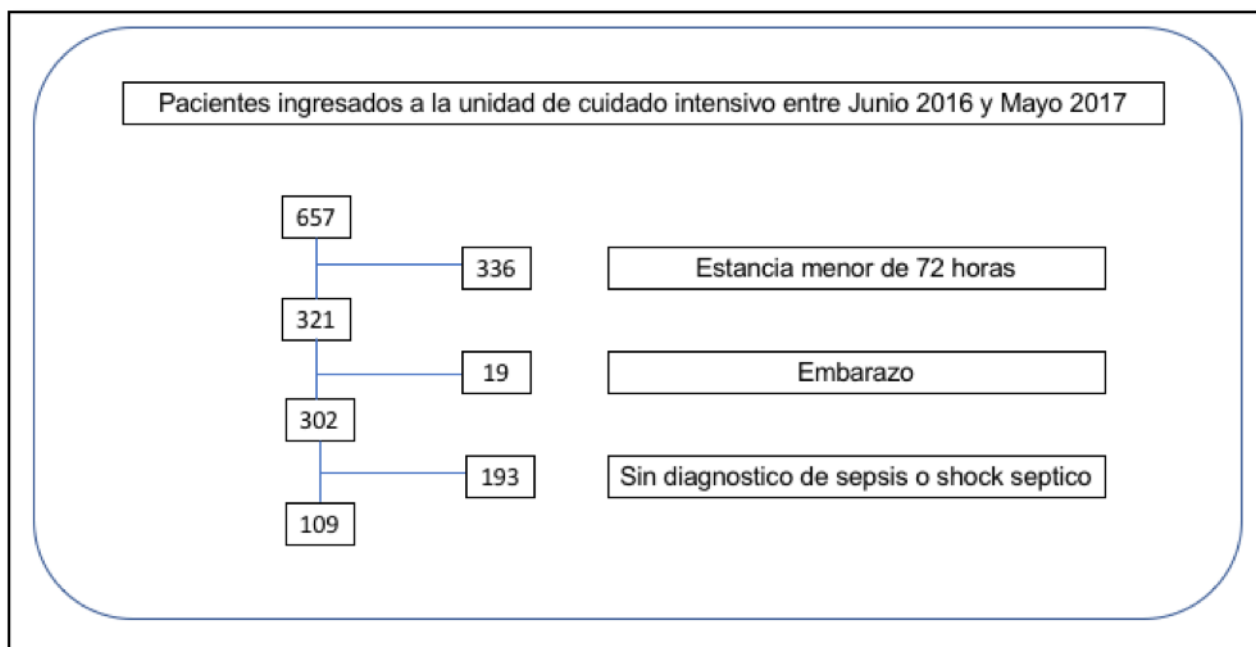 Pacientes ingresados a la unidad de cuidado intensivo entre Junio 2016 y Mayo 2017
657
336 Estancia menor de 72 horas
321
19 Embarazo
302
193 Sin diagnostico de sepsis o shock septico
109